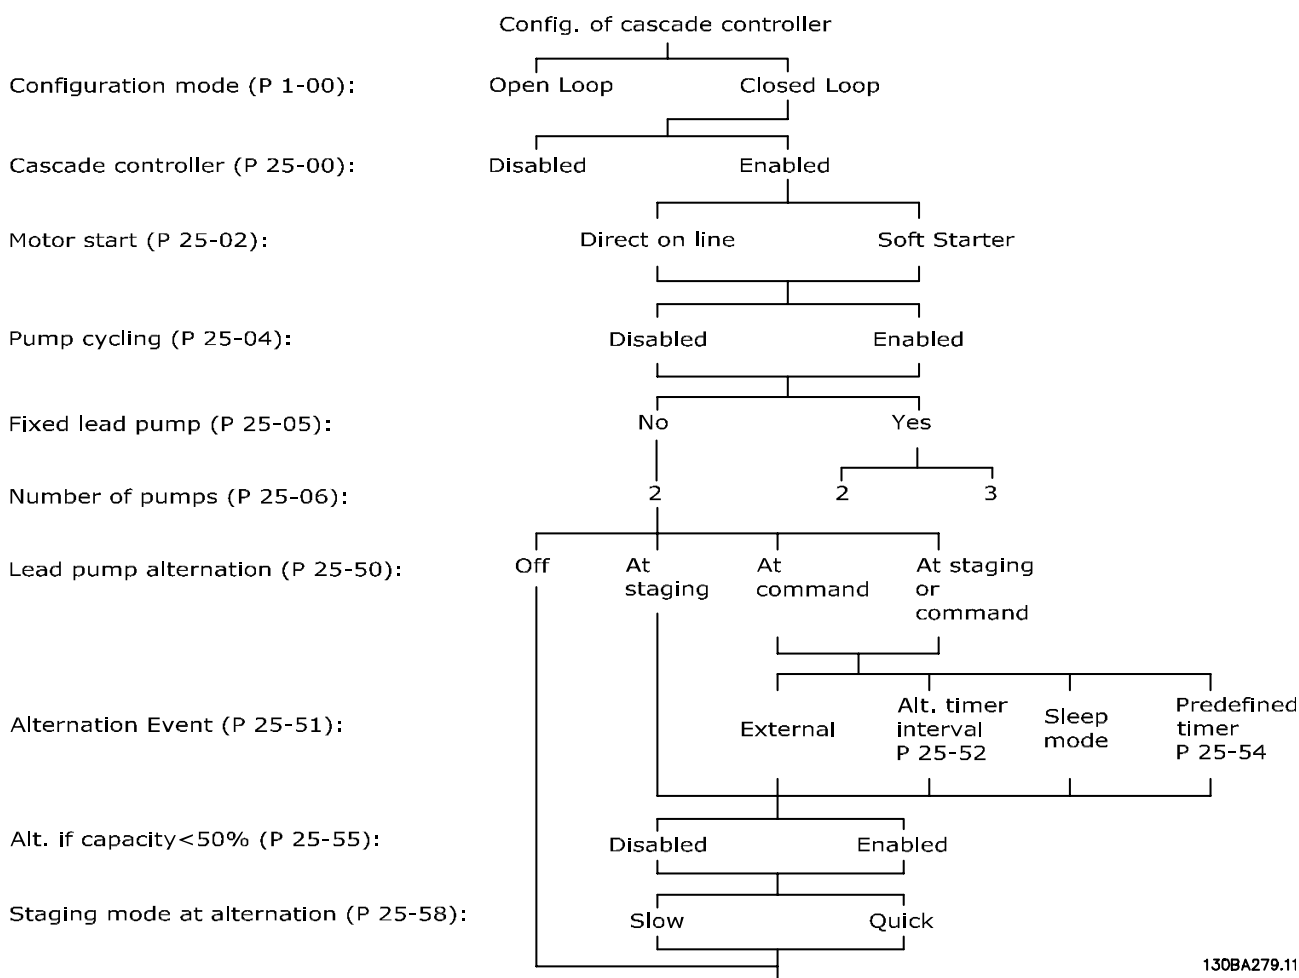 Config. of cascade controller
Configuration mode (P 1-00): Open Loop Closed Loop
Cascade controller (P 25-00): Disabled Enabled
Motor start (P 25-02): Direct on line Soft Starter
Pump cycling (P 25-04): Disabled Enabled
Fixed lead pump (P 25-05): No Yes
Number of pumps (P 25-06): 2 2 3
Lead pump alternation (P 25-50): Off
At
staging
At
command
At staging
or
command
Alternation Event (P 25-51): External
Alt. timer
interval
P 25-52
Sleep
mode
Predefined
timer
P 25-54
Alt. if capacity<50% (P 25-55): Disabled Enabled
Staging mode at alternation (P 25-58): Slow Quick
130BA279.11